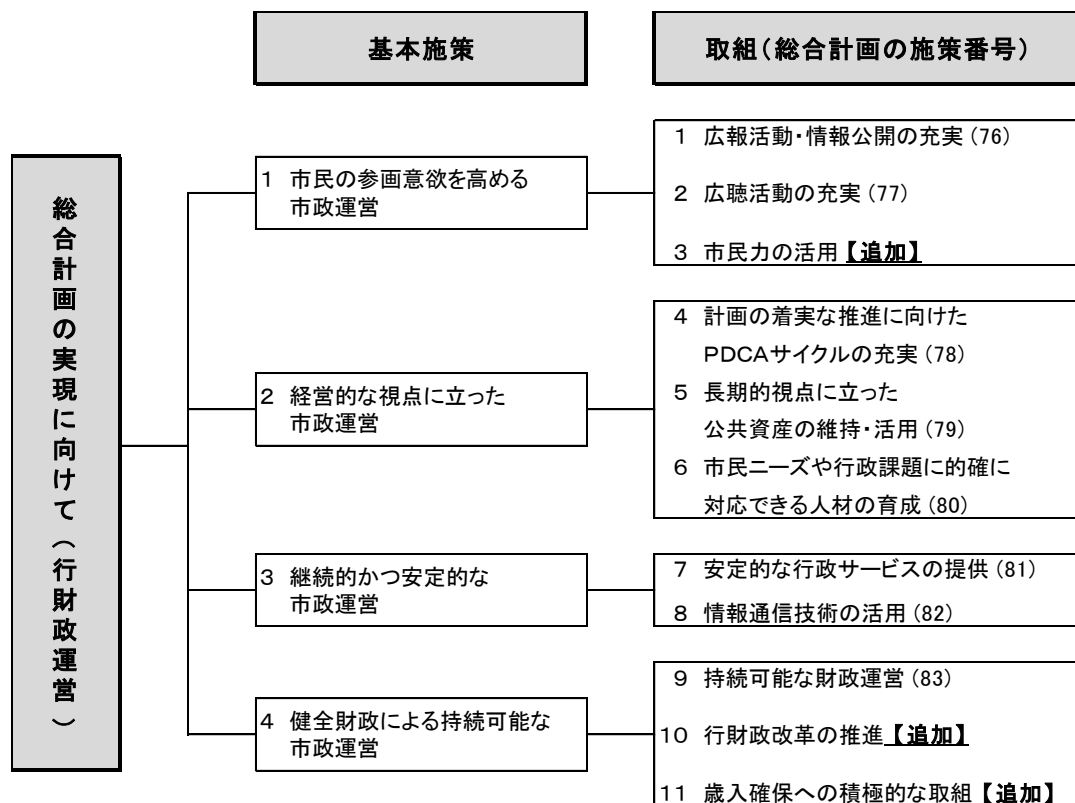 基本施策
取組（総合計画の施策番号）
総合計画の実現に向けて（行財政運営）
1 市民の参画意欲を高める
市政運営
1 広報活動・情報公開の充実（76）
2 広聴活動の充実（77）
3 市民力の活用【追加】
2 経営的な視点に立った
市政運営
4 計画の着実な推進に向けた
ＰＤＣＡサイクルの充実（78）
5 長期的視点に立った
公共資産の維持・活用（79）
6 市民ニーズや行政課題に的確に
対応できる人材の育成（80）
3 継続的かつ安定的な
市政運営
7 安定的な行政サービスの提供（81）
8 情報通信技術の活用（82）
4 健全財政による持続可能な
市政運営
9 持続可能な財政運営（83）
10 行財政改革の推進【追加】
11 歳入確保への積極的な取組【追加】